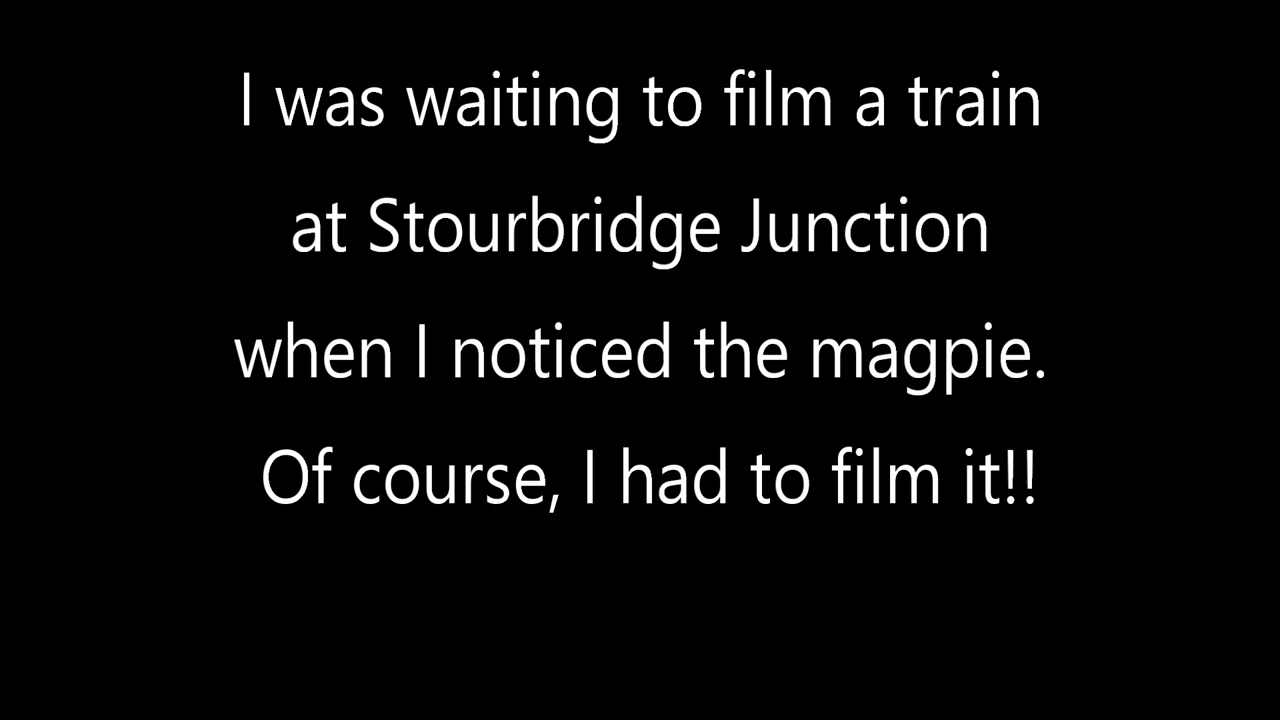 I was waiting to film a train
at Stourbridge Junction
when I noticed the magpie.
Of course, I had to film it!!